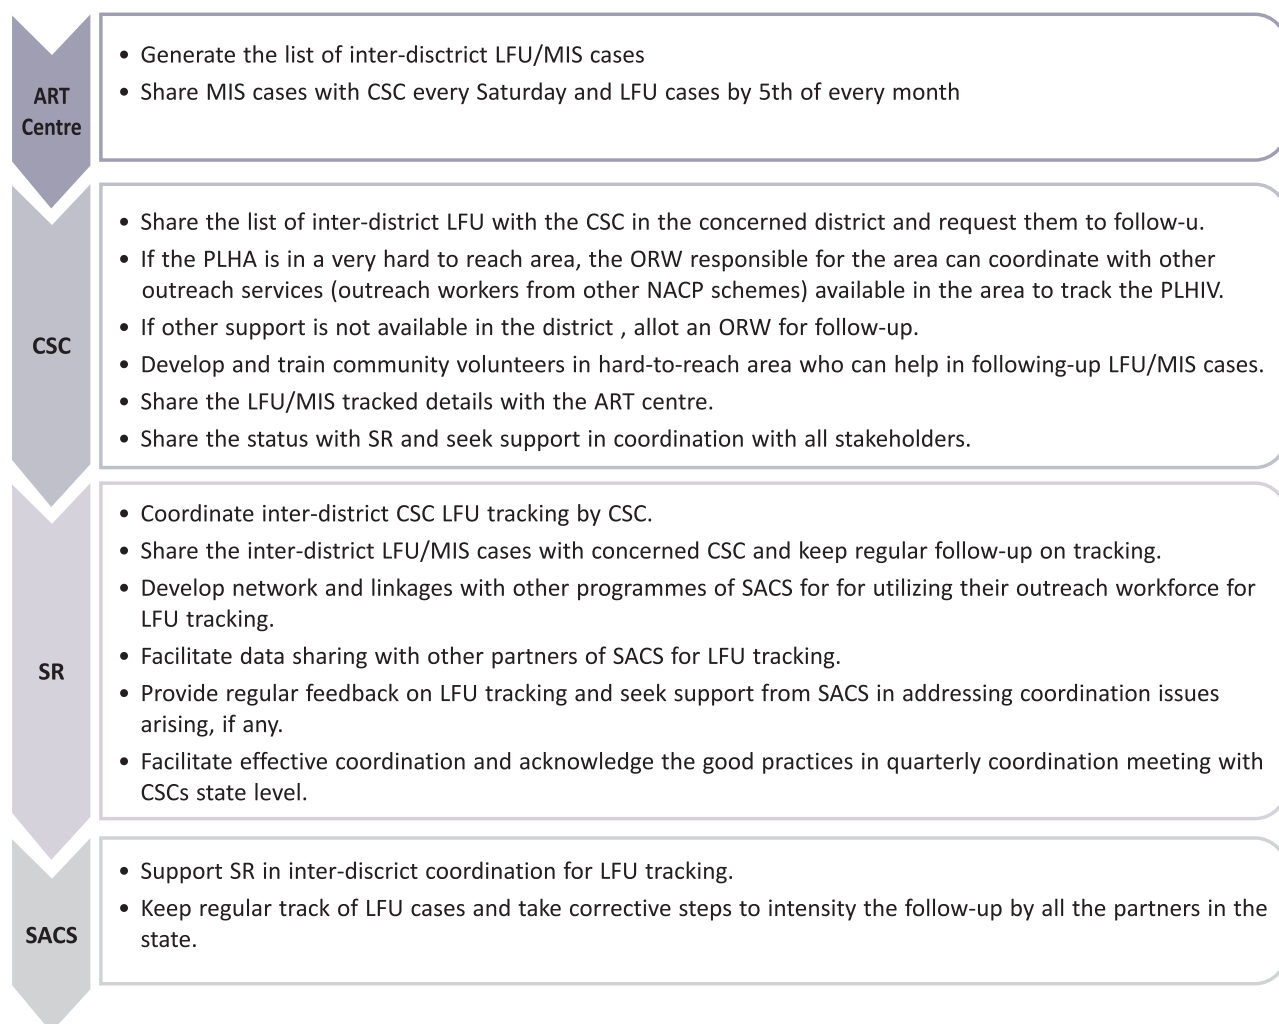 ART
Centre
• Generate the list of inter-disctrict LFU/MIS cases
• Share MIS cases with CSC every Saturday and LFU cases by 5th of every month
CSC
• Share the list of inter-district LFU with the CSC in the concerned district and request them to follow-u.
• If the PLHA is in a very hard to reach area, the ORW responsible for the area can coordinate with other
outreach services (outreach workers from other NACP schemes) available in the area to track the PLHIV.
• If other support is not available in the district , allot an ORW for follow-up.
• Develop and train community volunteers in hard-to-reach area who can help in following-up LFU/MIS cases.
• Share the LFU/MIS tracked details with the ART centre.
• Share the status with SR and seek support in coordination with all stakeholders.
SR
• Coordinate inter-district CSC LFU tracking by CSC.
• Share the inter-district LFU/MIS cases with concerned CSC and keep regular follow-up on tracking.
• Develop network and linkages with other programmes of SACS for for utilizing their outreach workforce for
LFU tracking.
• Facilitate data sharing with other partners of SACS for LFU tracking.
• Provide regular feedback on LFU tracking and seek support from SACS in addressing coordination issues
arising, if any.
• Facilitate effective coordination and acknowledge the good practices in quarterly coordination meeting with
CSCs state level.
SACS
• Support SR in inter-discrict coordination for LFU tracking.
• Keep regular track of LFU cases and take corrective steps to intensity the follow-up by all the partners in the
state.